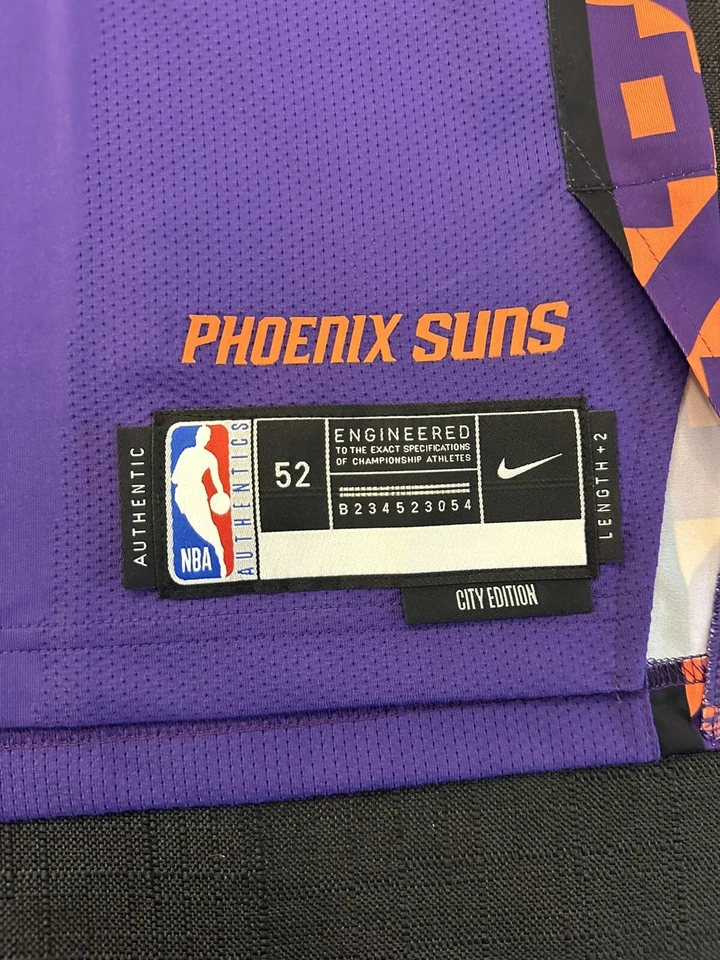 PHOENIX SUNS
AUTHENTIC
NBA
AUTHENTICS
52
ENGINEERED
TO THE EXACT SPECIFICATIONS
OF CHAMPIONSHIP ATHLETES
B234523054
LENGTH+2
CITY EDITION